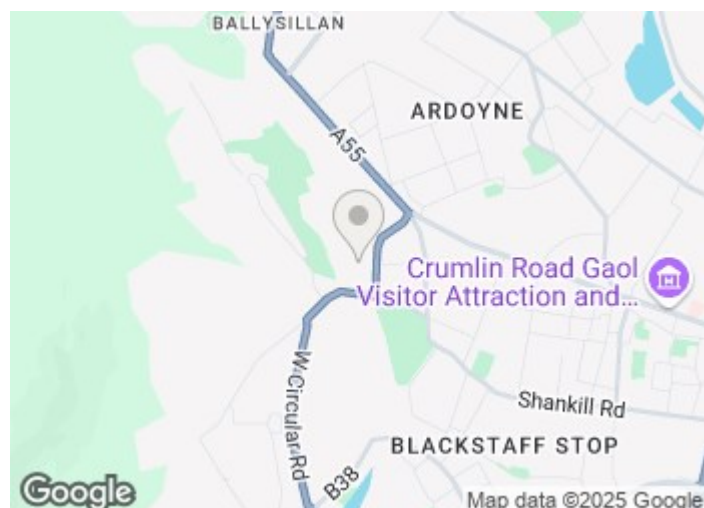 BALLYSILLAN
ARDOYNE
A55
Crumlin Road Gaol
Visitor Attraction and...
W Circular Rd
Shankill Rd
BLACKSTAFF STOP
B38
Google
Map data ©2025 Google